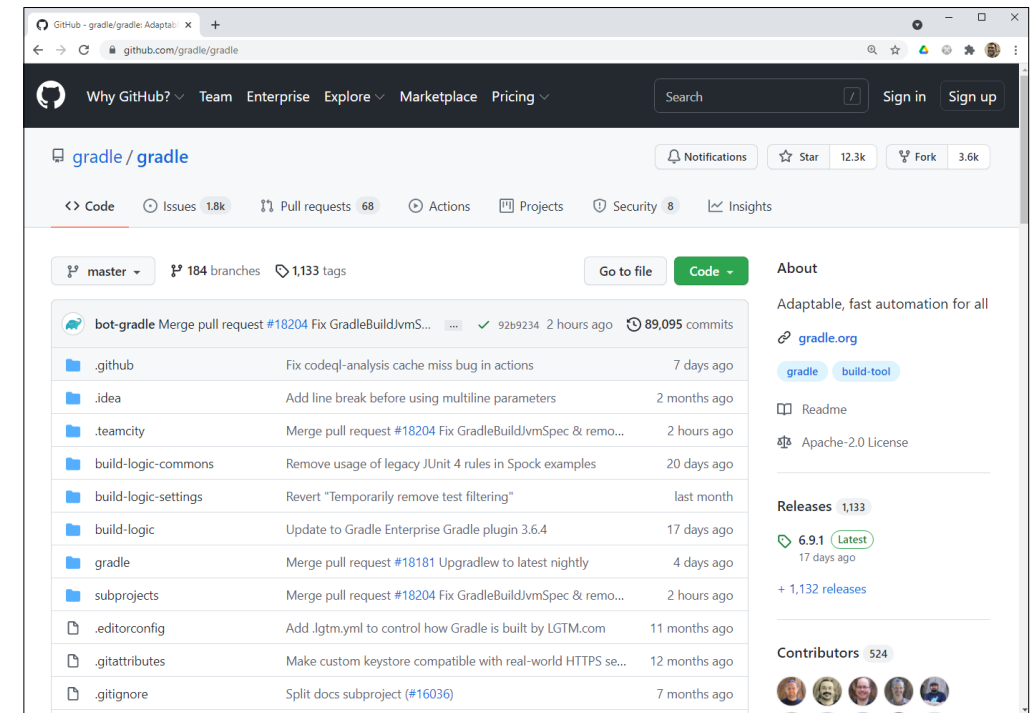 GitHub - gradle/gradle: Adaptab
github.com/gradle/gradle
Why GitHub? Team Enterprise Explore Marketplace Pricing Search / Sign in Sign up
gradle / gradle Notifications Star 12.3k Fork 3.6k
Code Issues 1.8k Pull requests 68 Actions Projects Security 8 Insights
master 184 branches 1,133 tags Go to file Code
bot-gradle Merge pull request #18204 Fix GradleBuildJvmS... ... 92b9234 2 hours ago 89,095 commits
.github Fix codeql-analysis cache miss bug in actions 7 days ago
.idea Add line break before using multiline parameters 2 months ago
.teamcity Merge pull request #18204 Fix GradleBuildJvmSpec & remo... 2 hours ago
build-logic-commons Remove usage of legacy JUnit 4 rules in Spock examples 20 days ago
build-logic-settings Revert "Temporarily remove test filtering" last month
build-logic Update to Gradle Enterprise Gradle plugin 3.6.4 17 days ago
gradle Merge pull request #18181 Upgradlew to latest nightly 4 days ago
subprojects Merge pull request #18204 Fix GradleBuildJvmSpec & remo... 2 hours ago
.editorconfig Add .lgtm.yml to control how Gradle is built by LGTM.com 11 months ago
.gitattributes Make custom keystore compatible with real-world HTTPS se... 12 months ago
.gitignore Split docs subproject (#16036) 7 months ago
About
Adaptable, fast automation for all
gradle.org
gradle build-tool
Readme
Apache-2.0 License
Releases 1,133
6.9.1 Latest
17 days ago
+ 1,132 releases
Contributors 524